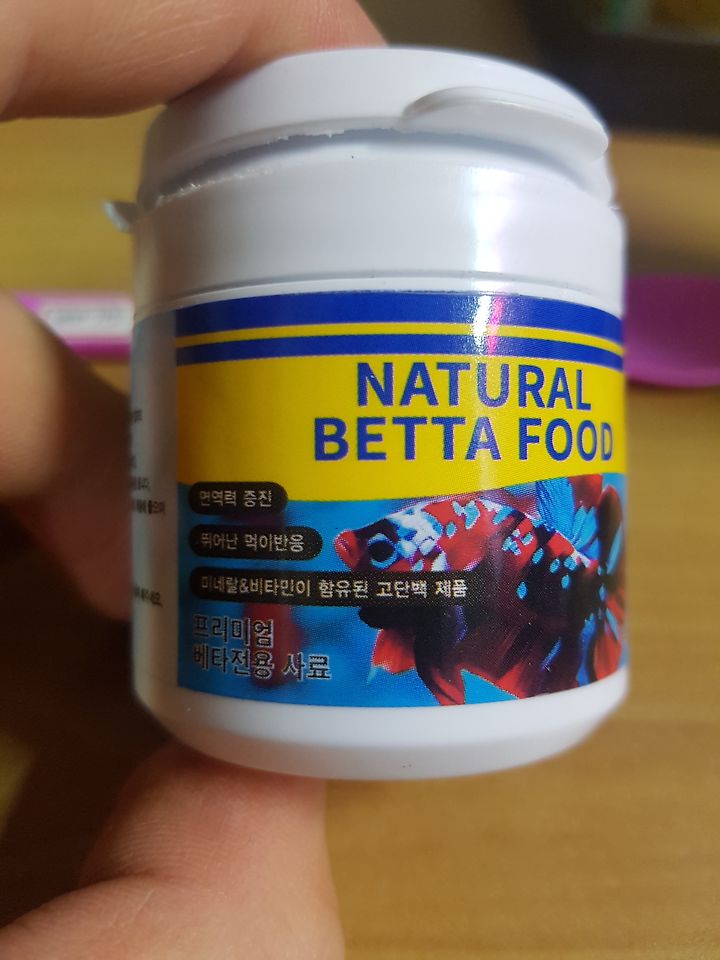 NATURAL
BETTA FOOD
면역력 증진
뛰어난 먹이반응
미네랄&비타민이 함유된 고단백 제품
프리미엄
베타전용 사료